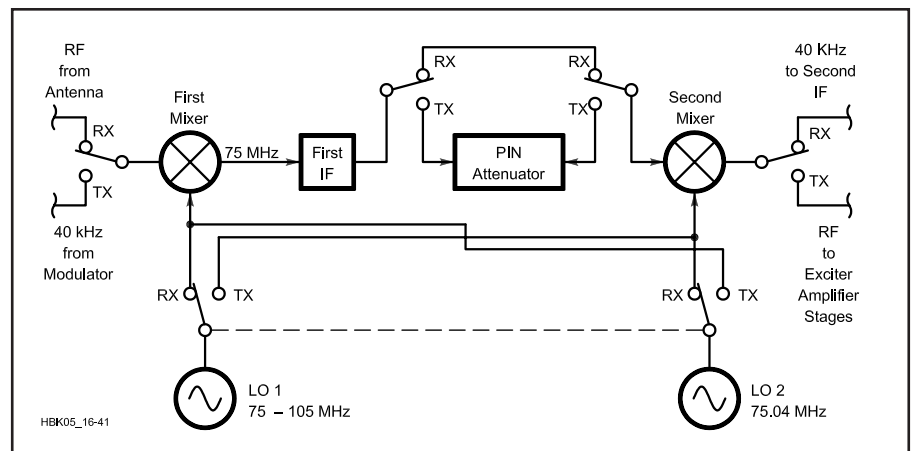 RF
from
Antenna
RX
TX
40 kHz
from
Modulator
First
Mixer
75 MHz
First
IF
RX
TX
PIN
Attenuator
RX
TX
Second
Mixer
40 KHz
to Second
IF
RX
TX
RF
to
Exciter
Amplifier
Stages
RX
TX
RX
TX
LO 1
75 – 105 MHz
LO 2
75.04 MHz
HBK05_16-41